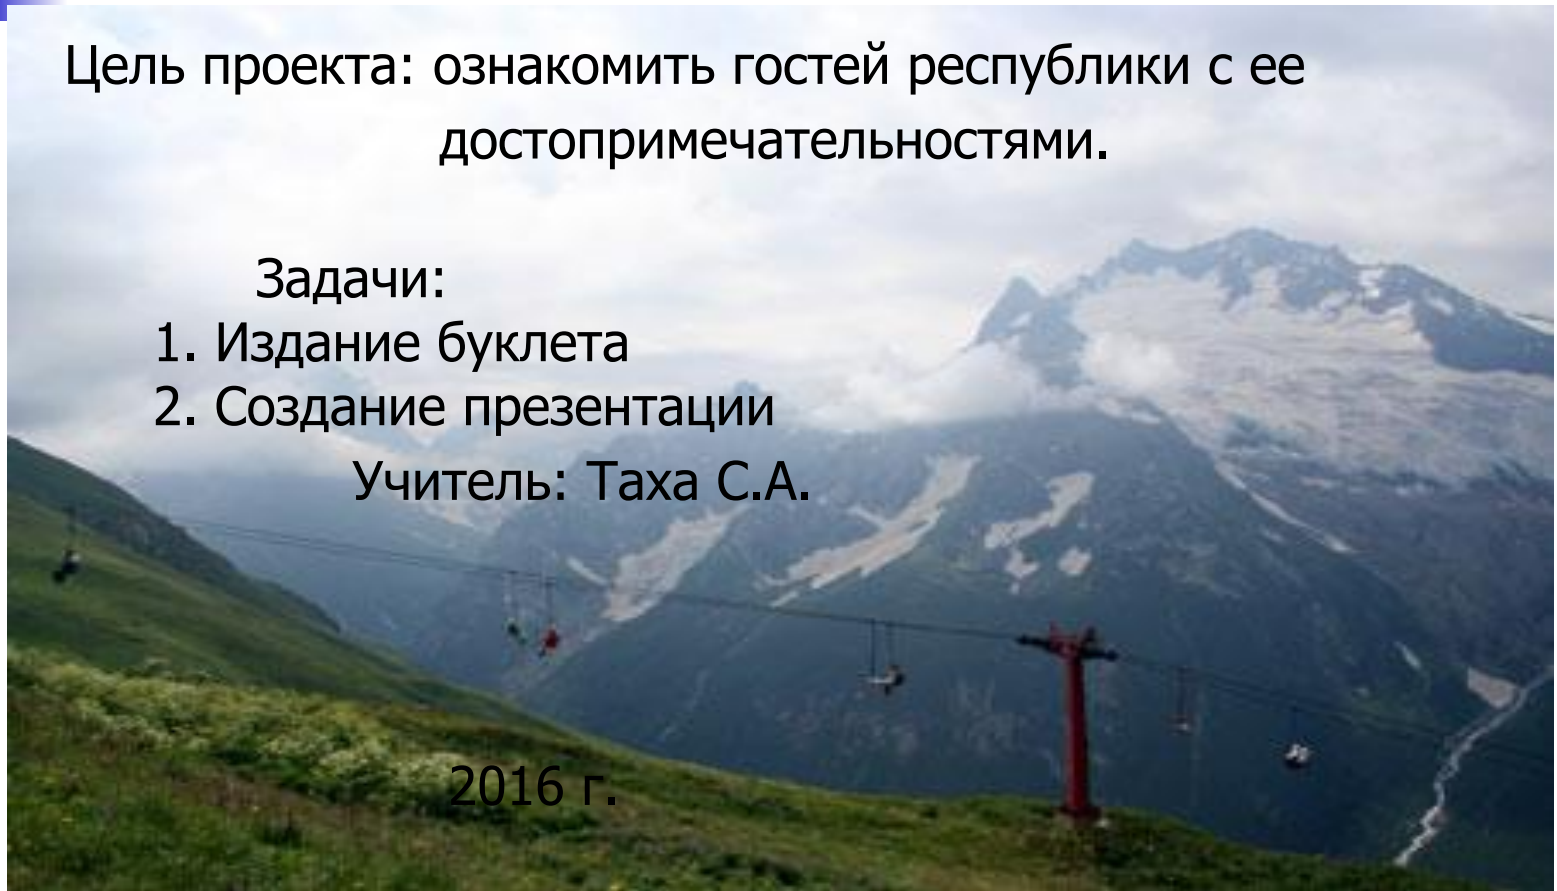 Цель проекта: ознакомить гостей республики с ее
достопримечательностями.
Задачи:
1. Издание буклета
2. Создание презентации
Учитель: Таха С.А.
2016 г.